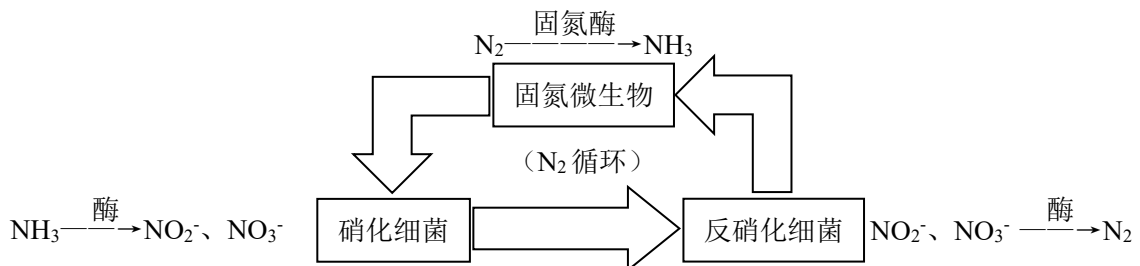 固氮酶
N₂———→NH₃
固氮微生物
（N₂循环）
酶
NH₃——→NO₂⁻、NO₃⁻
硝化细菌
反硝化细菌
酶
NO₂⁻、NO₃⁻ ——→N₂